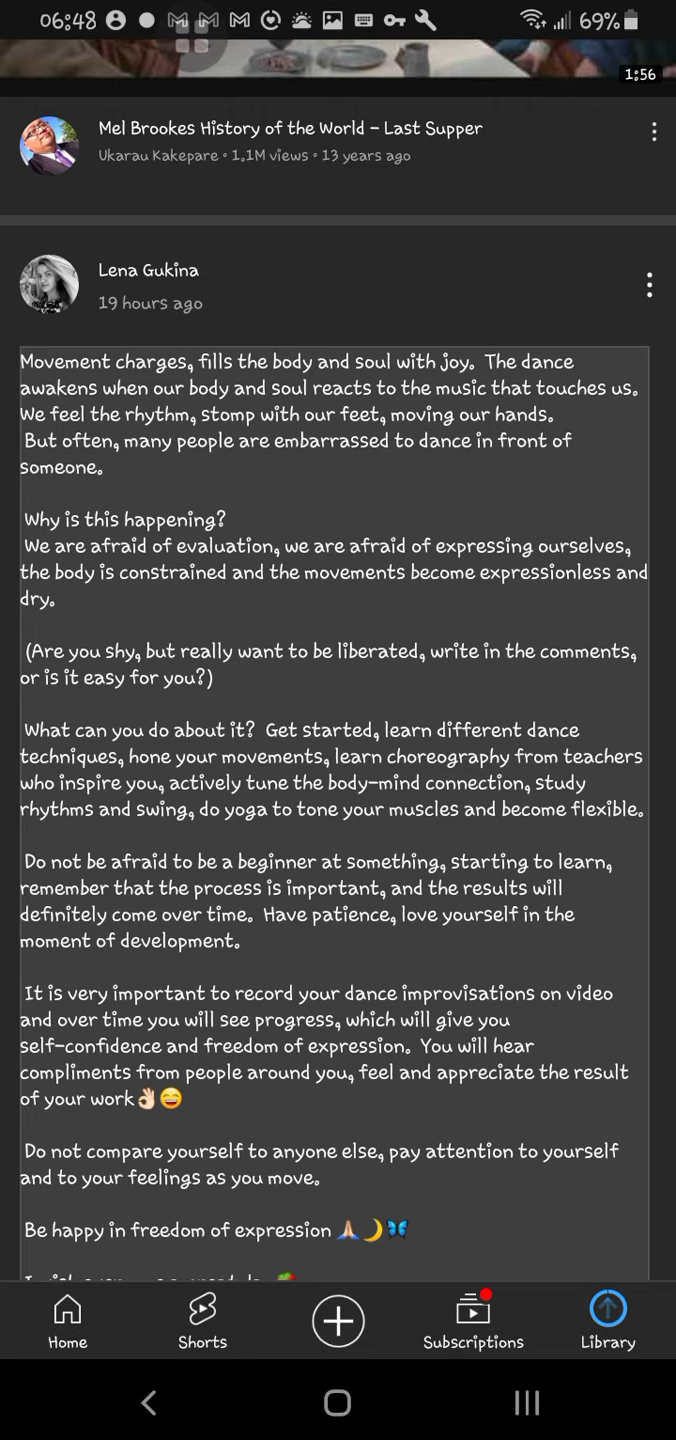 06:48
69%
1:56
Mel Brookes History of the World - Last Supper
Ukarau Kakepare • 1.1M views • 13 years ago
Lena Gukina
19 hours ago
Movement charges, fills the body and soul with joy.  The dance
awakens when our body and soul reacts to the music that touches us.
We feel the rhythm, stomp with our feet, moving our hands.
But often, many people are embarrassed to dance in front of
someone.
Why is this happening?
We are afraid of evaluation, we are afraid of expressing ourselves,
the body is constrained and the movements become expressionless and
dry.
(Are you shy, but really want to be liberated, write in the comments,
or is it easy for you?)
What can you do about it?  Get started, learn different dance
techniques, hone your movements, learn choreography from teachers
who inspire you, actively tune the body-mind connection, study
rhythms and swing, do yoga to tone your muscles and become flexible.
Do not be afraid to be a beginner at something, starting to learn,
remember that the process is important, and the results will
definitely come over time.  Have patience, love yourself in the
moment of development.
It is very important to record your dance improvisations on video
and over time you will see progress, which will give you
self-confidence and freedom of expression.  You will hear
compliments from people around you, feel and appreciate the result
of your work👌🏻😄
Do not compare yourself to anyone else, pay attention to yourself
and to your feelings as you move.
Be happy in freedom of expression 🙏🏻🌙🦋
Home
Shorts
Subscriptions
Library